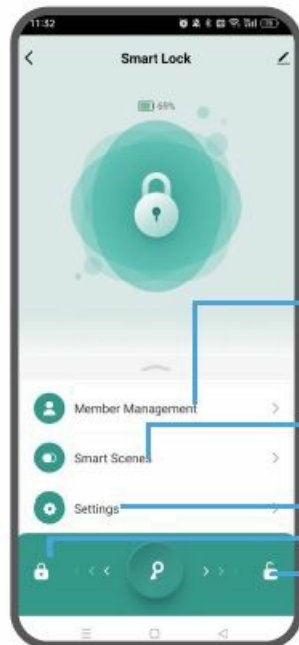 11:32
Smart Lock
69%
Member Management
Smart Scenes
Settings